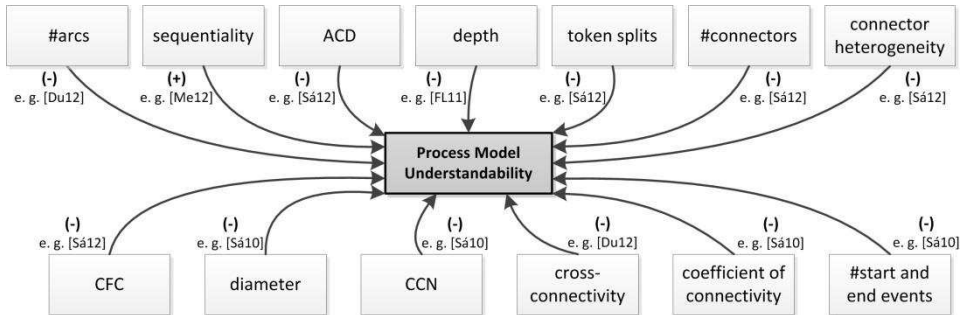 #arcs
sequentiality
ACD
depth
token splits
#connectors
connector
heterogeneity
(-)
e. g. [Du12]
(+)
e. g. [Me12]
(-)
e. g. [Sá12]
(-)
e. g. [FL11]
(-)
e. g. [Sá12]
(-)
e. g. [Sá12]
(-)
e. g. [Sá12]
Process Model
Understandability
(-)
e. g. [Sá12]
(-)
e. g. [Sá10]
(-)
e. g. [Sá10]
(-)
e. g. [Du12]
(-)
e. g. [Sá10]
(-)
e. g. [Sá10]
CFC
diameter
CCN
cross-
connectivity
coefficient of
connectivity
#start and
end events